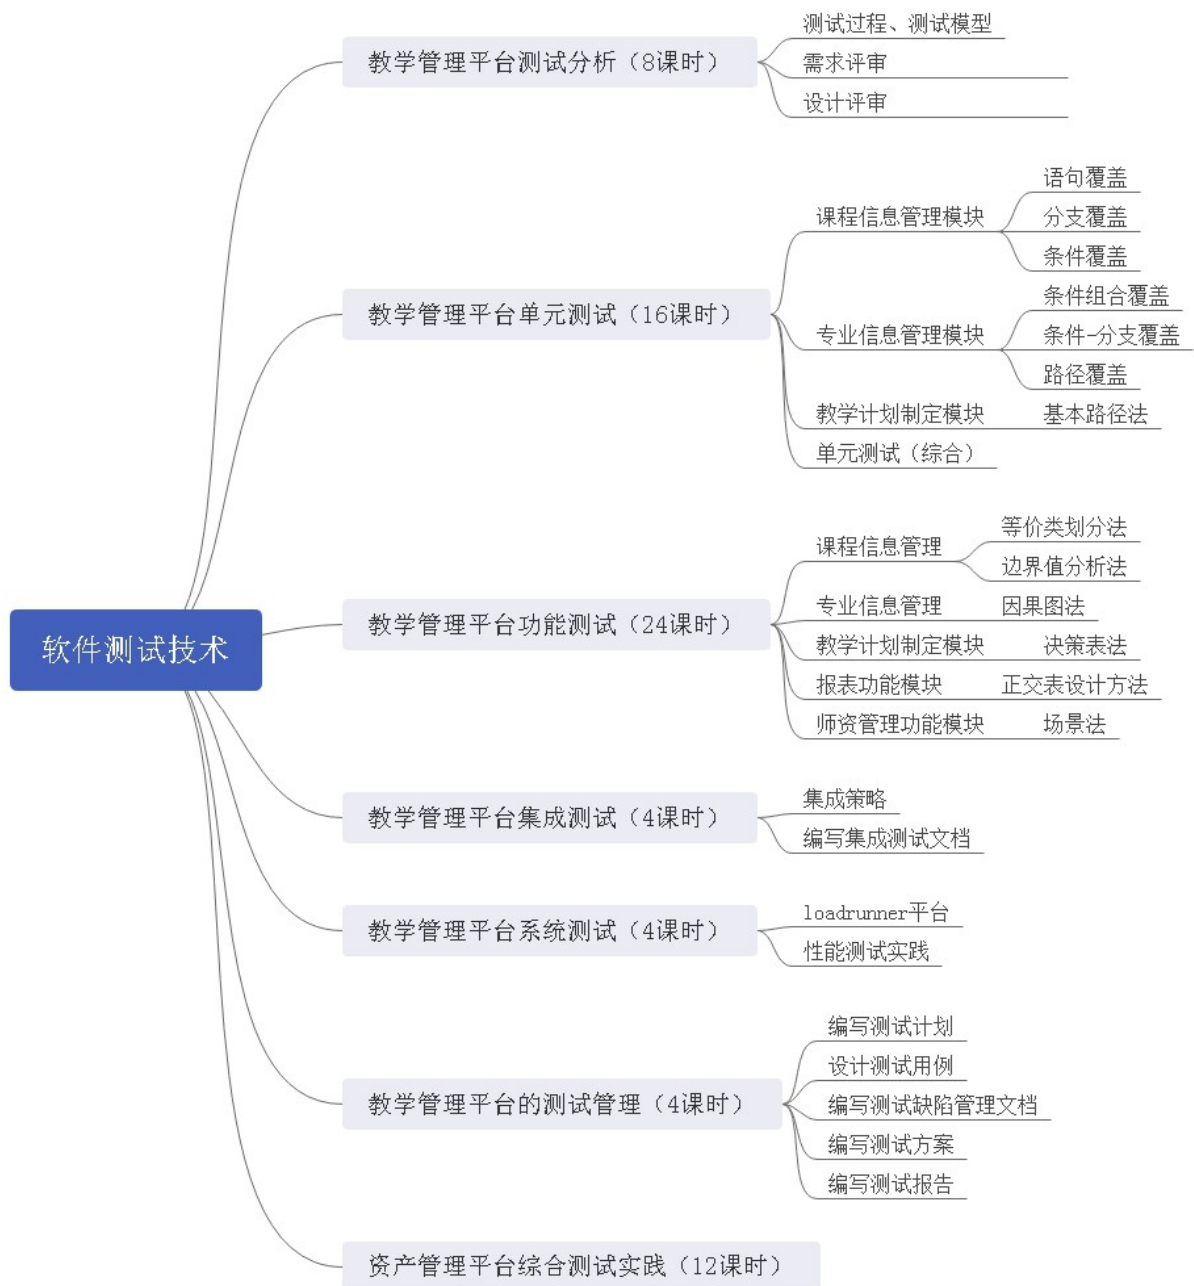 软件测试技术
教学管理平台测试分析（8课时）
测试过程、测试模型
需求评审
设计评审
教学管理平台单元测试（16课时）
课程信息管理模块
语句覆盖
分支覆盖
条件覆盖
专业信息管理模块
条件组合覆盖
条件-分支覆盖
路径覆盖
教学计划制定模块
基本路径法
单元测试（综合）
教学管理平台功能测试（24课时）
课程信息管理
等价类划分法
边界值分析法
专业信息管理
因果图法
教学计划制定模块
决策表法
报表功能模块
正交表设计方法
师资管理功能模块
场景法
教学管理平台集成测试（4课时）
集成策略
编写集成测试文档
教学管理平台系统测试（4课时）
loadrunner平台
性能测试实践
教学管理平台的测试管理（4课时）
编写测试计划
设计测试用例
编写测试缺陷管理文档
编写测试方案
编写测试报告
资产管理平台综合测试实践（12课时）